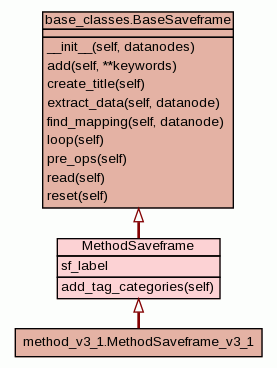 base_classes.BaseSaveframe
__init__(self, datanodes)
add(self, **keywords)
create_title(self)
extract_data(self, datanode)
find_mapping(self, datanode)
loop(self)
pre_ops(self)
read(self)
reset(self)
MethodSaveframe
sf_label
add_tag_categories(self)
method_v3_1.MethodSaveframe_v3_1